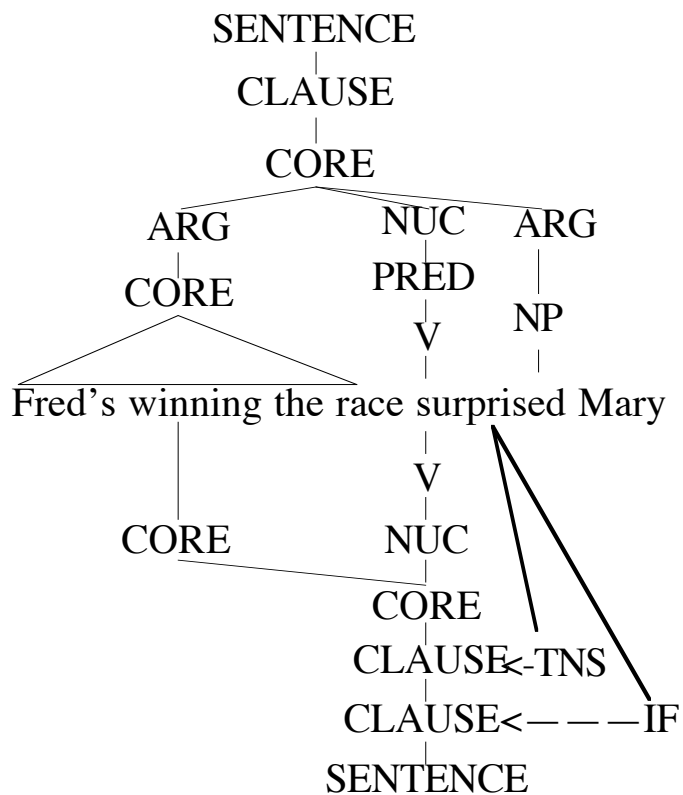 SENTENCE
CLAUSE
CORE
ARG NUC ARG
CORE PRED NP
V
Fred's winning the race surprised Mary
V
CORE NUC
CORE
CLAUSE<-TNS
CLAUSE<— — —IF
SENTENCE